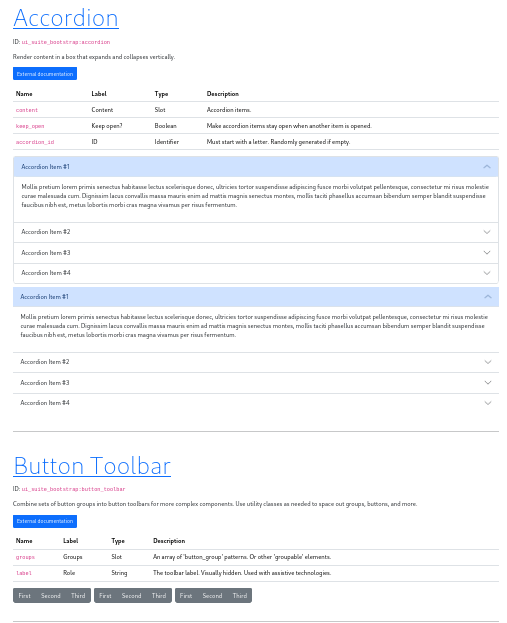 Accordion
ID: ui_suite_bootstrap:accordion
Render content in a box that expands and collapses vertically.
External documentation
Name Label Type Description
content Content Slot Accordion items.
keep_open Keep open? Boolean Make accordion items stay open when another item is opened.
accordion_id ID Identifier Must start with a letter. Randomly generated if empty.
Accordion Item #1
Mollis pretium lorem primis senectus habitasse lectus scelerisque donec, ultricies tortor suspendisse adipiscing fusce morbi volutpat pellentesque, consectetur mi risus molestie
curae malesuada cum. Dignissim lacus convallis massa mauris enim ad mattis magnis senectus montes, mollis taciti phasellus accumsan bibendum semper blandit suspendisse
faucibus nibh est, metus lobortis morbi cras magna vivamus per risus fermentum.
Accordion Item #2
Accordion Item #3
Accordion Item #4
Accordion Item #1
Mollis pretium lorem primis senectus habitasse lectus scelerisque donec, ultricies tortor suspendisse adipiscing fusce morbi volutpat pellentesque, consectetur mi risus molestie
curae malesuada cum. Dignissim lacus convallis massa mauris enim ad mattis magnis senectus montes, mollis taciti phasellus accumsan bibendum semper blandit suspendisse
faucibus nibh est, metus lobortis morbi cras magna vivamus per risus fermentum.
Accordion Item #2
Accordion Item #3
Accordion Item #4
Button Toolbar
ID: ui_suite_bootstrap:button_toolbar
Combine sets of button groups into button toolbars for more complex components. Use utility classes as needed to space out groups, buttons, and more.
External documentation
Name Label Type Description
groups Groups Slot An array of 'button_group' patterns. Or other 'groupable' elements.
label Role String The toolbar label. Visually hidden. Used with assistive technologies.
First Second Third First Second Third First Second Third